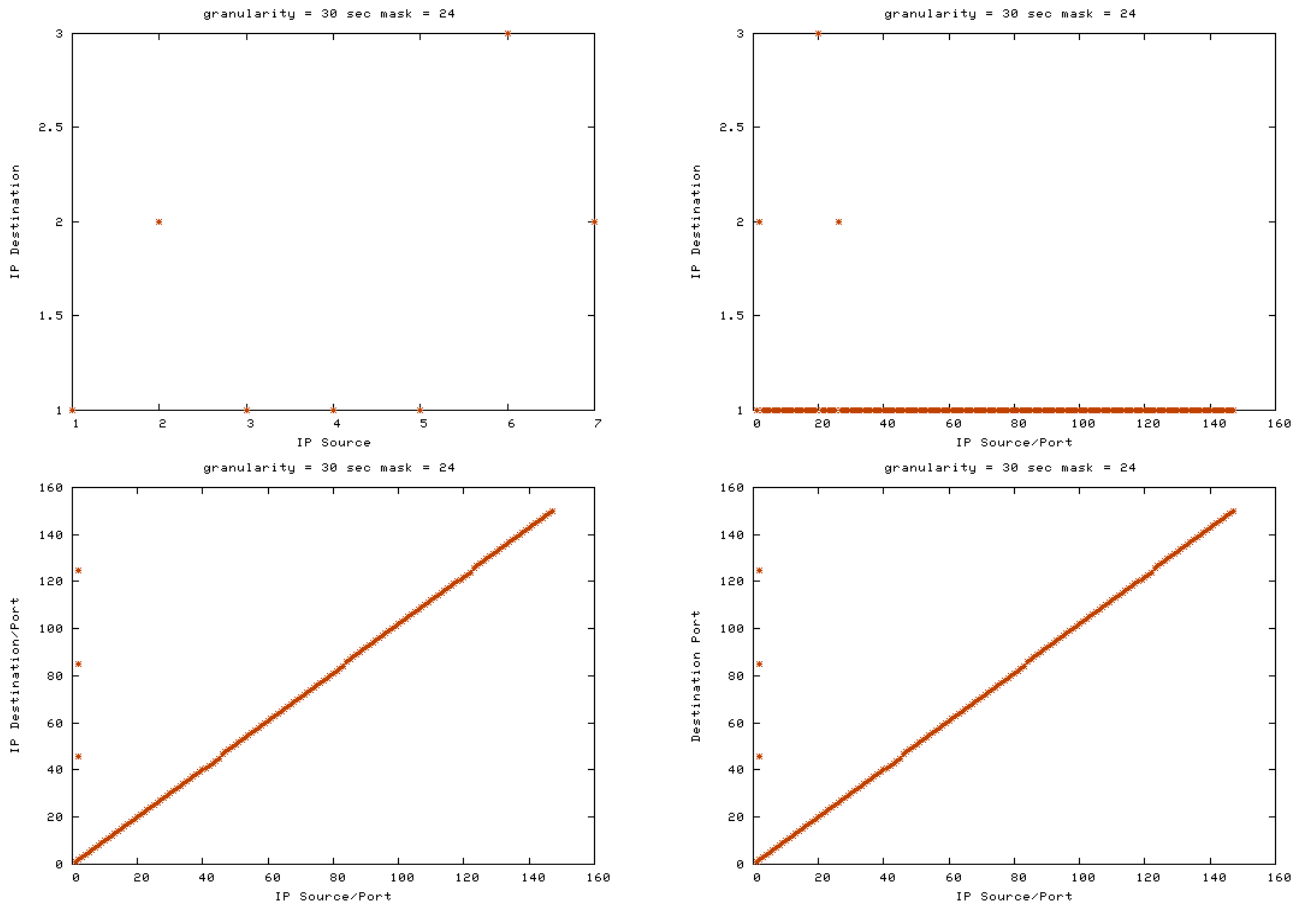 granularity = 30 sec mask = 24
3
2.5
2
1.5
1
IP Destination
1 2 3 4 5 6 7
IP Source
granularity = 30 sec mask = 24
3
2.5
2
1.5
1
IP Destination
0 20 40 60 80 100 120 140 160
IP Source/Port
granularity = 30 sec mask = 24
160
140
120
100
80
60
40
20
0
IP Destination/Port
0 20 40 60 80 100 120 140 160
IP Source/Port
granularity = 30 sec mask = 24
160
140
120
100
80
60
40
20
0
Destination Port
0 20 40 60 80 100 120 140 160
IP Source/Port